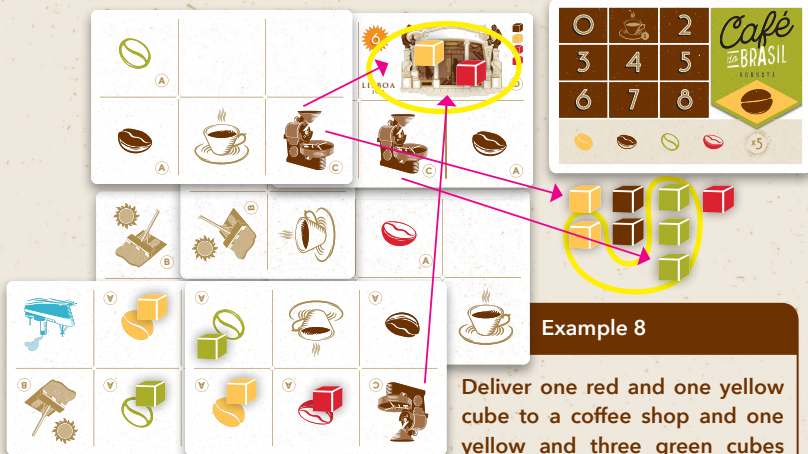 A
6
LISBOA
A
C
C
A
0 2
3 4 5
6 7 8
Café
do BRASIL
ROBUSTA
x5
B
B
A
A
A
A
B
A
A
A
C
Example 8
Deliver one red and one yellow
cube to a coffee shop and one
yellow and three green cubes